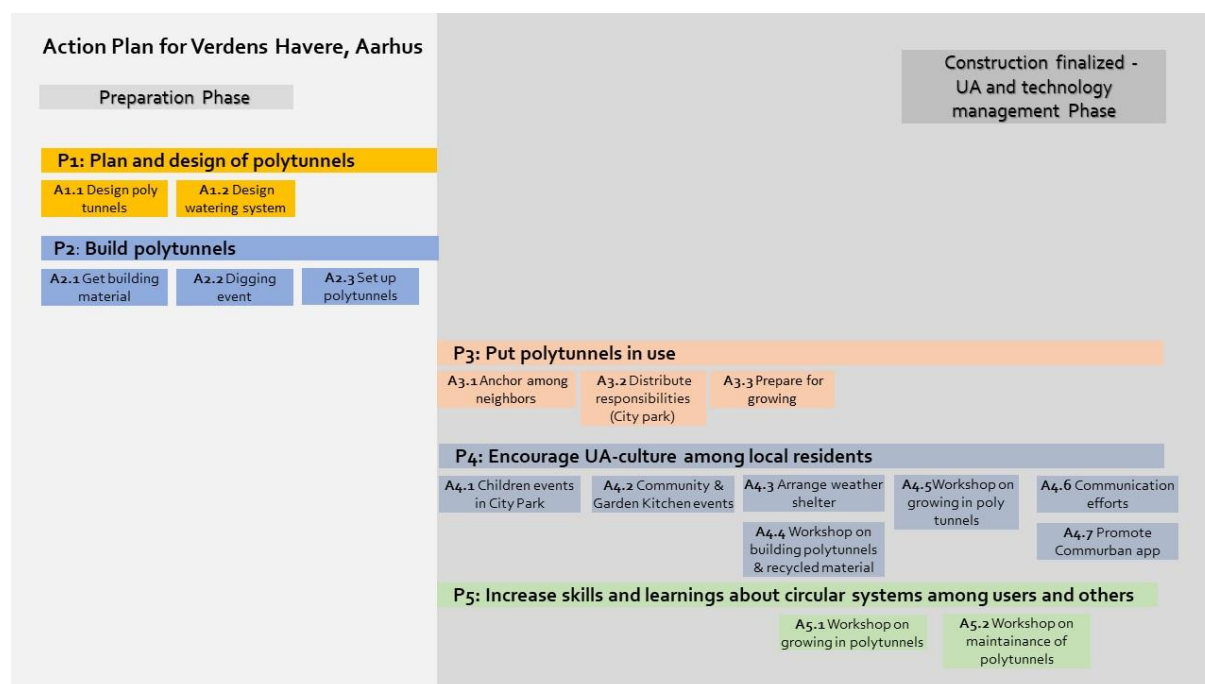 Action Plan for Verdens Havere, Aarhus
Preparation Phase
Construction finalized -
UA and technology
management Phase
P1: Plan and design of polytunnels
A1.1 Design poly
tunnels
A1.2 Design
watering system
P2: Build polytunnels
A2.1 Get building
material
A2.2 Digging
event
A2.3 Set up
polytunnels
P3: Put polytunnels in use
A3.1 Anchor among
neighbors
A3.2 Distribute
responsibilities
(City park)
A3.3 Prepare for
growing
P4: Encourage UA-culture among local residents
A4.1 Children events
in City Park
A4.2 Community &
Garden Kitchen events
A4.3 Arrange weather
shelter
A4.4 Workshop on
building polytunnels
& recycled material
A4.5Workshop on
growing in poly
tunnels
A4.6 Communication
efforts
A4.7 Promote
Commurban app
P5: Increase skills and learnings about circular systems among users and others
A5.1 Workshop on
growing in polytunnels
A5.2 Workshop on
maintainance of
polytunnels